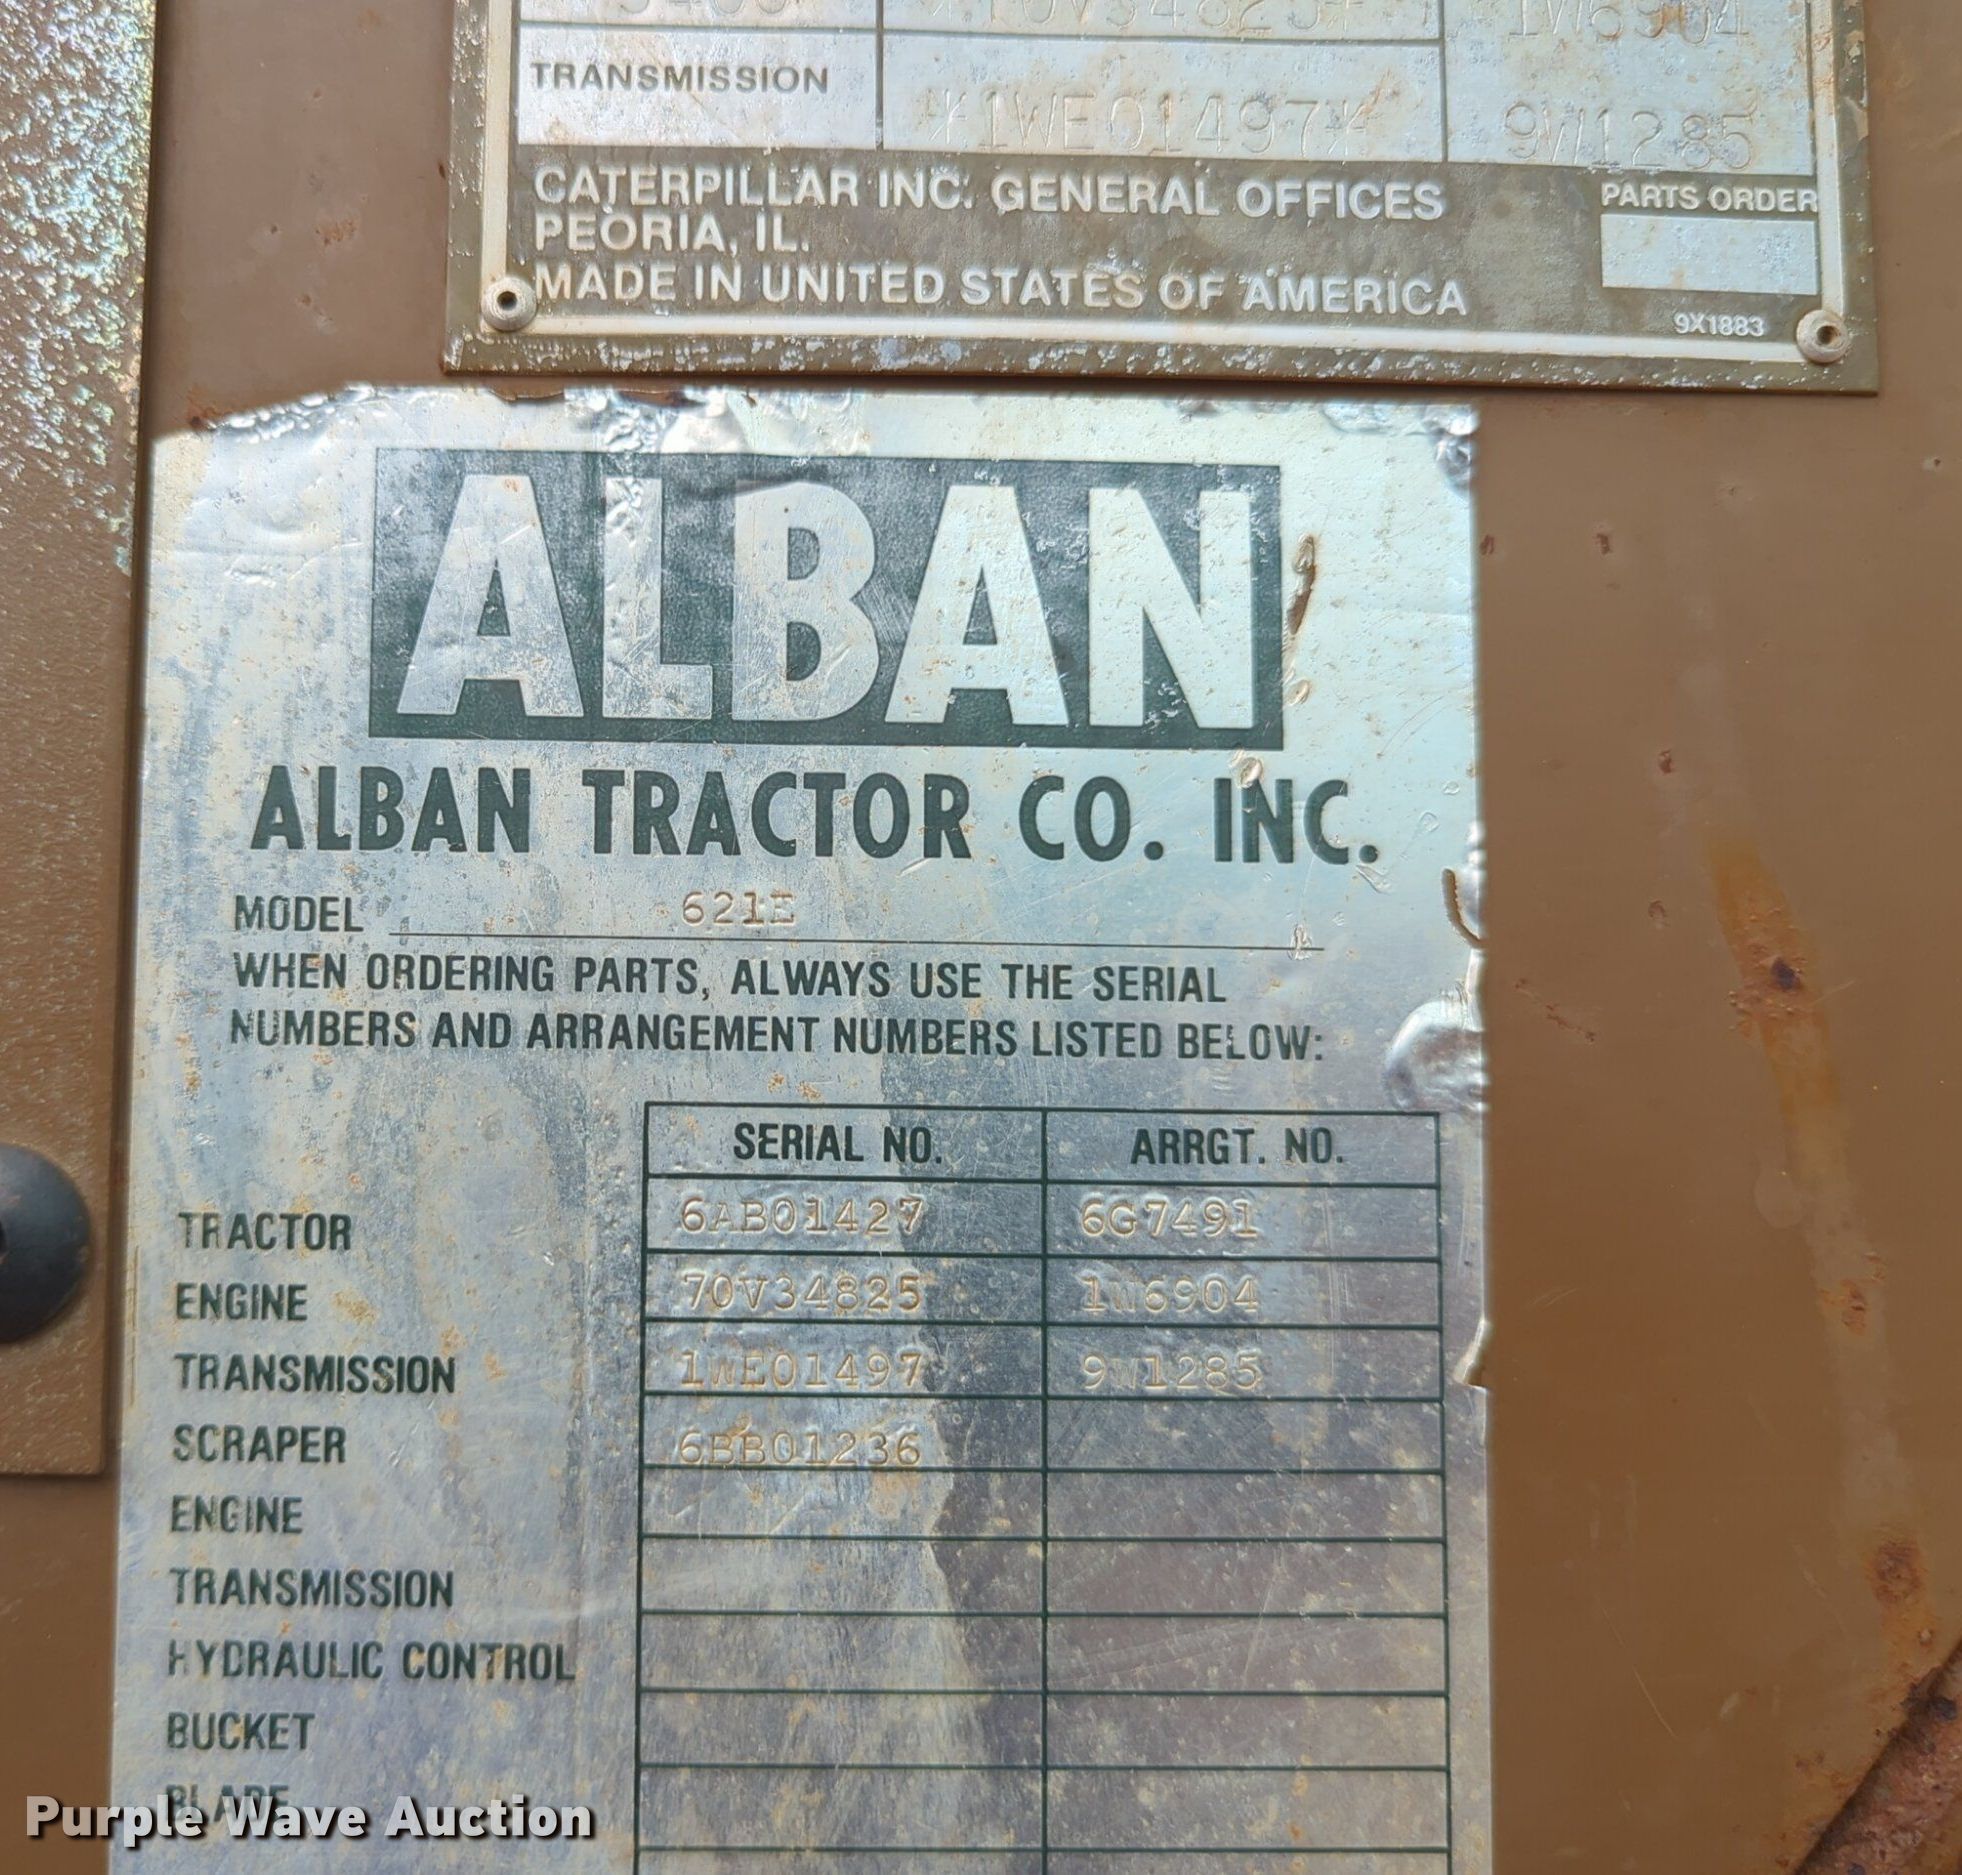 *70V34825* 1W6904
TRANSMISSION *1WE01497* 9W1285
CATERPILLAR INC. GENERAL OFFICES PARTS ORDER
PEORIA, IL.
MADE IN UNITED STATES OF AMERICA
9X1883
ALBAN
ALBAN TRACTOR CO. INC.
MODEL 621E
WHEN ORDERING PARTS, ALWAYS USE THE SERIAL
NUMBERS AND ARRANGEMENT NUMBERS LISTED BELOW:
SERIAL NO. ARRGT. NO.
TRACTOR 6AB01427 6G7491
ENGINE 70V34825 1W6904
TRANSMISSION 1WE01497 9W1285
SCRAPER 6BB01236
ENGINE
TRANSMISSION
HYDRAULIC CONTROL
BUCKET
BLADE
Purple Wave Auction